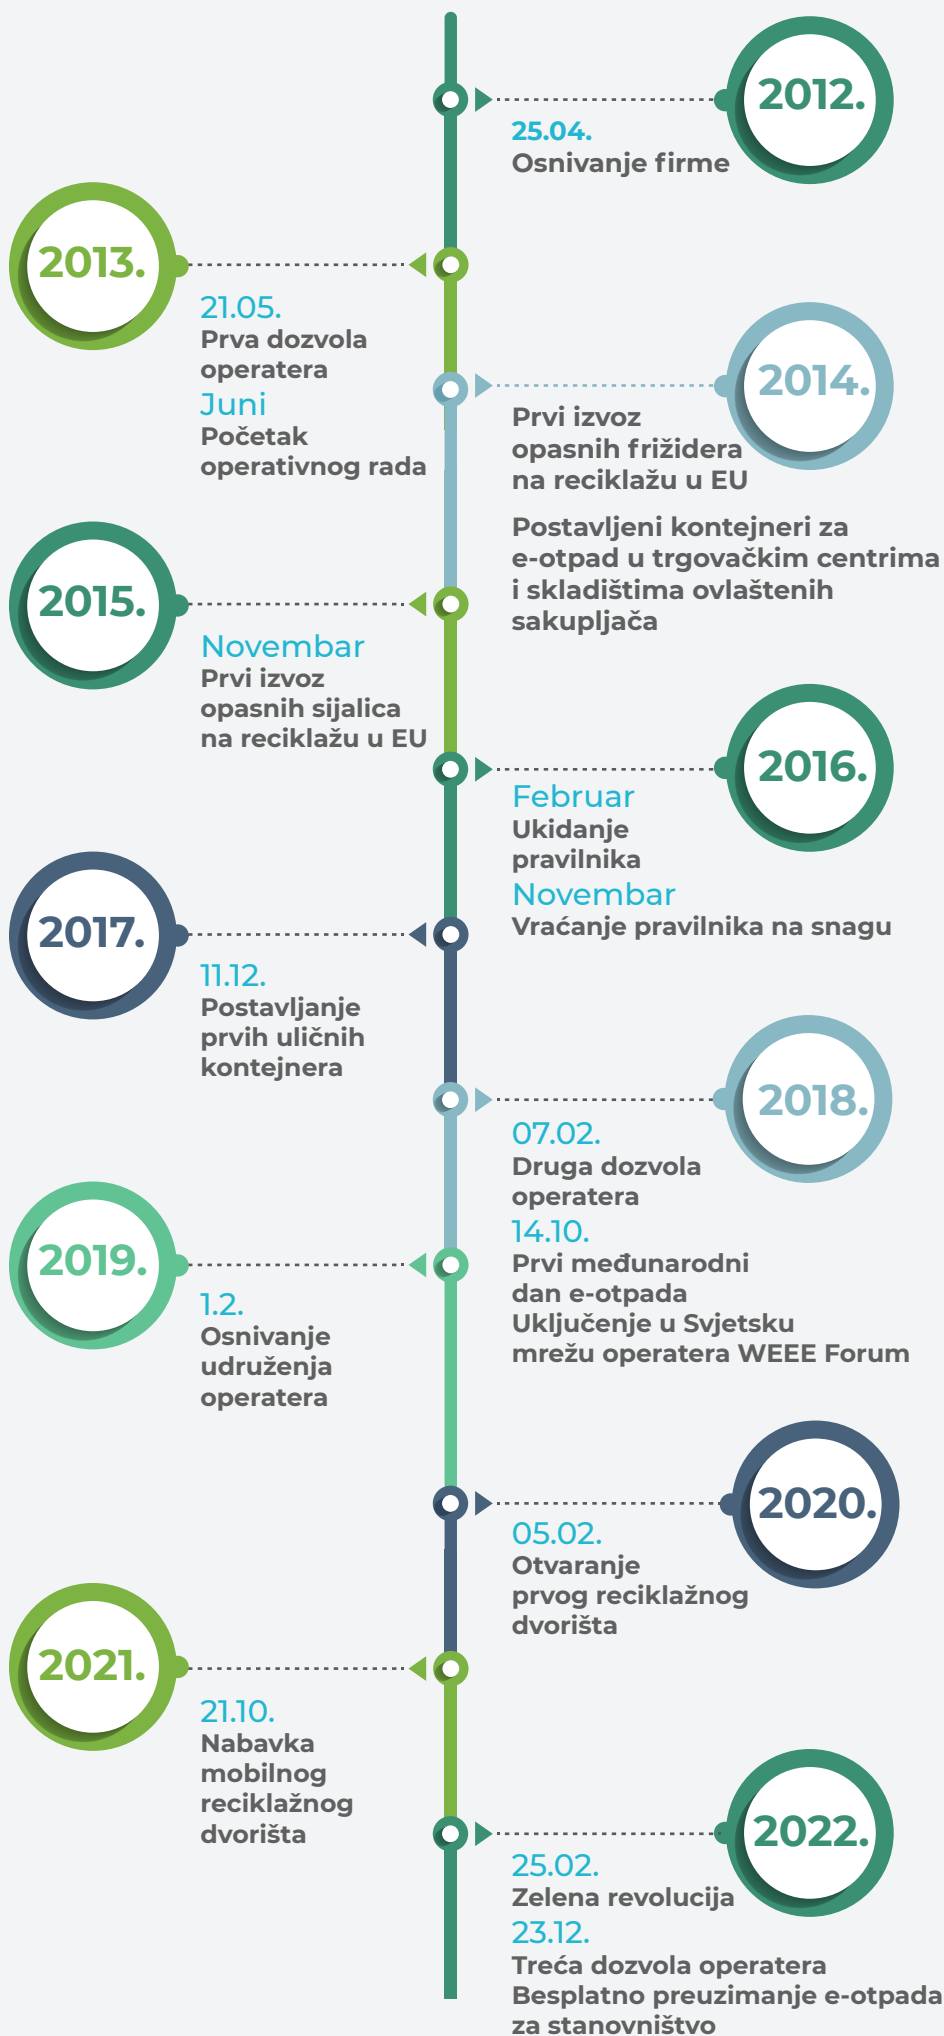 2012.
25.04.
Osnivanje firme
2013.
21.05.
Prva dozvola
operatera
Juni
Početak
operativnog rada
2014.
Prvi izvoz
opasnih frižidera
na reciklažu u EU
Postavljeni kontejneri za
e-otpad u trgovačkim centrima
i skladištima ovlaštenih
sakupljača
2015.
Novembar
Prvi izvoz
opasnih sijalica
na reciklažu u EU
2016.
Februar
Ukidanje
pravilnika
Novembar
Vraćanje pravilnika na snagu
2017.
11.12.
Postavljanje
prvih uličnih
kontejnera
2018.
07.02.
Druga dozvola
operatera
14.10.
Prvi međunarodni
dan e-otpada
Uključenje u Svjetsku
mrežu operatera WEEE Forum
2019.
1.2.
Osnivanje
udruženja
operatera
2020.
05.02.
Otvaranje
prvog reciklažnog
dvorišta
2021.
21.10.
Nabavka
mobilnog
reciklažnog
dvorišta
2022.
25.02.
Zelena revolucija
23.12.
Treća dozvola operatera
Besplatno preuzimanje e-otpada
za stanovništvo